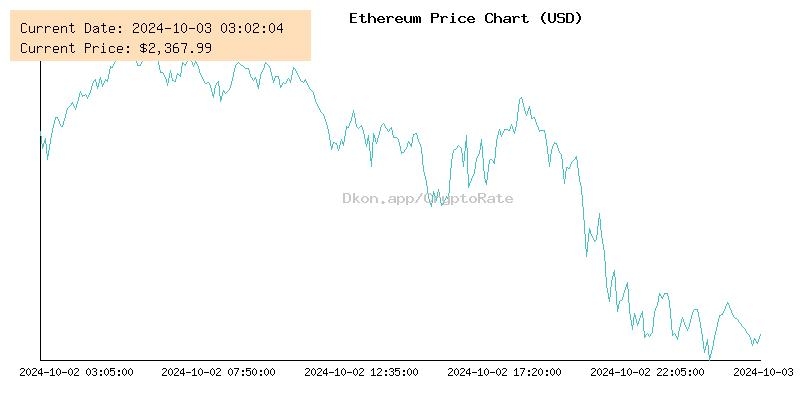 Ethereum Price Chart (USD)
Current Date: 2024-10-03 03:02:04
Current Price: $2,367.99
Dkon.app/CryptoRate
2024-10-02 03:05:00 2024-10-02 07:50:00 2024-10-02 12:35:00 2024-10-02 17:20:00 2024-10-02 22:05:00 2024-10-03